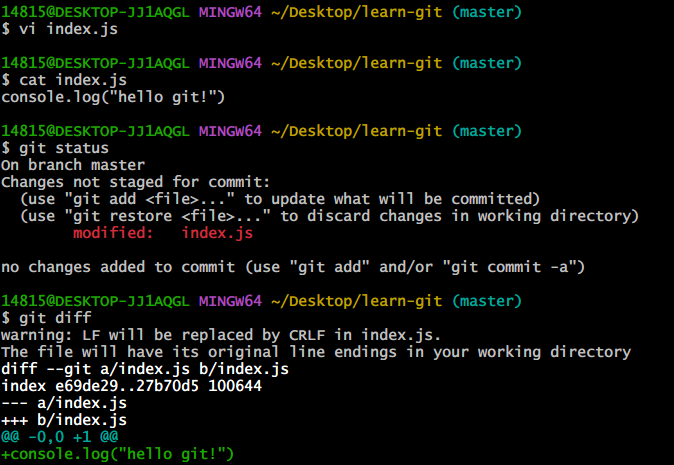 14815@DESKTOP-JJ1AQGL MINGW64 ~/Desktop/learn-git (master)
$ vi index.js
14815@DESKTOP-JJ1AQGL MINGW64 ~/Desktop/learn-git (master)
$ cat index.js
console.log("hello git!")
14815@DESKTOP-JJ1AQGL MINGW64 ~/Desktop/learn-git (master)
$ git status
On branch master
Changes not staged for commit:
  (use "git add <file>..." to update what will be committed)
  (use "git restore <file>..." to discard changes in working directory)
        modified:   index.js
no changes added to commit (use "git add" and/or "git commit -a")
14815@DESKTOP-JJ1AQGL MINGW64 ~/Desktop/learn-git (master)
$ git diff
warning: LF will be replaced by CRLF in index.js.
The file will have its original line endings in your working directory
diff --git a/index.js b/index.js
index e69de29..27b70d5 100644
--- a/index.js
+++ b/index.js
@@ -0,0 +1 @@
+console.log("hello git!")